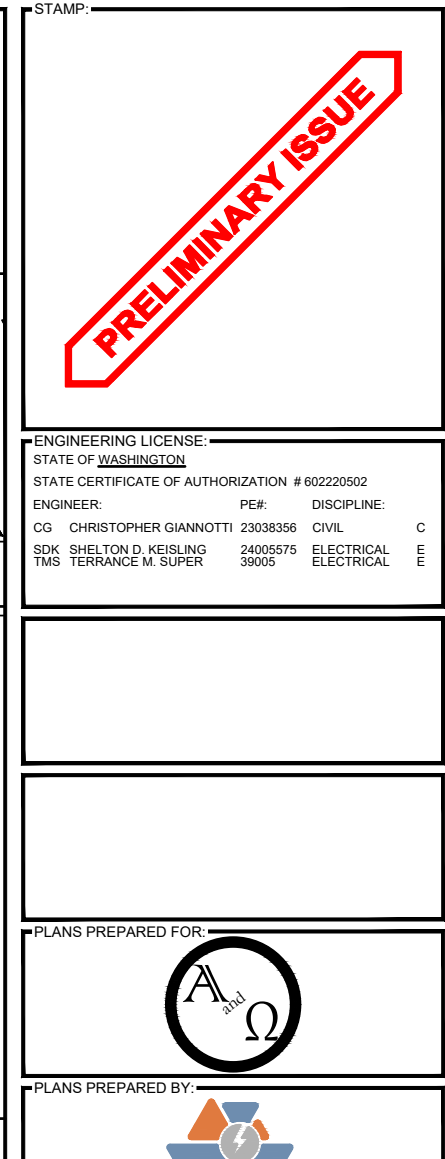 STAMP:
PRELIMINARY ISSUE
ENGINEERING LICENSE:
STATE OF WASHINGTON
STATE CERTIFICATE OF AUTHORIZATION # 602220502
ENGINEER: PE#: DISCIPLINE:
CG CHRISTOPHER GIANNOTTI 23038356 CIVIL C
SDK SHELTON D. KEISLING 24005575 ELECTRICAL E
TMS TERRANCE M. SUPER 39005 ELECTRICAL E
PLANS PREPARED FOR:
A and Ω
PLANS PREPARED BY: